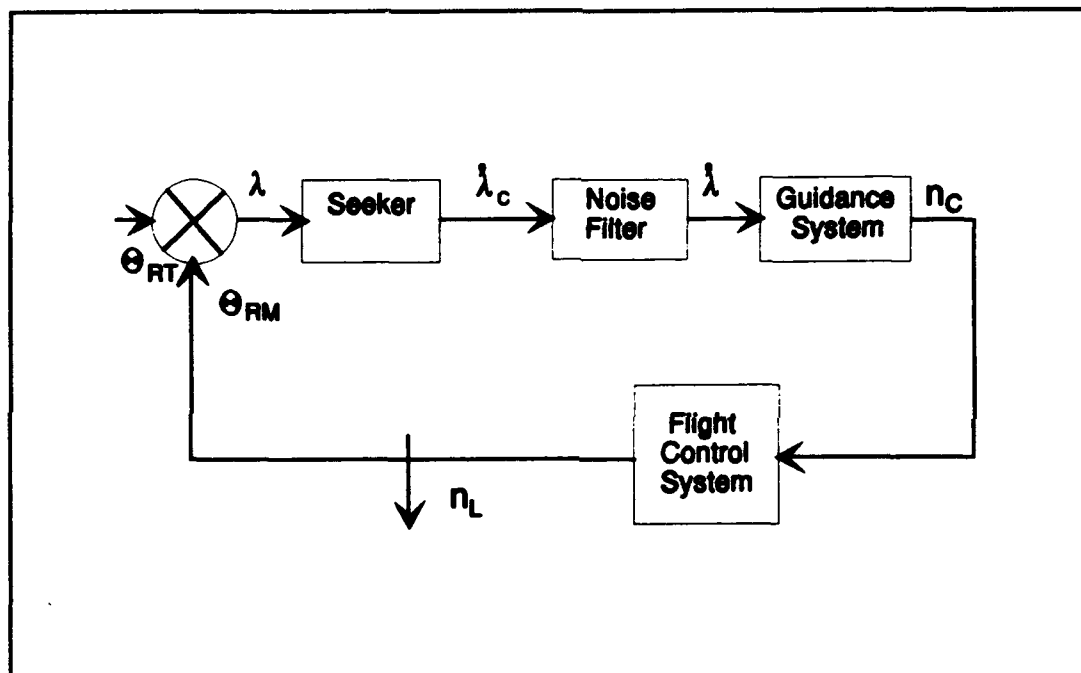 λ
Seeker
λ̊c
Noise
Filter
λ̊
Guidance
System
nC
ΘRT
ΘRM
Flight
Control
System
nL